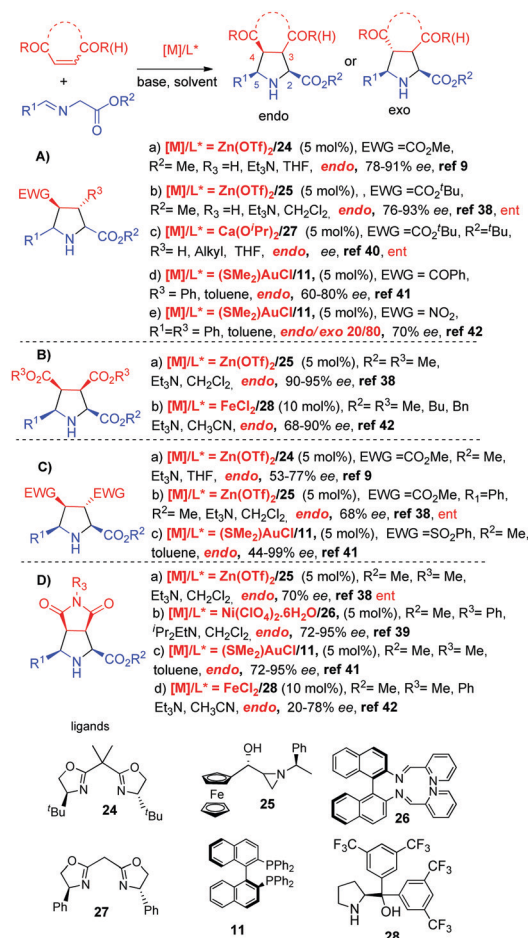 ROC COR(H)
+
R¹ N OR²
O
[M]/L*
base, solvent
ROC COR(H)
4 3
R¹ 5 N H 2 CO₂R²
endo
or
ROC COR(H)
R¹ N H CO₂R²
exo
A)
EWG R³
R¹ N H CO₂R²
a) [M]/L* = Zn(OTf)₂/24 (5 mol%), EWG =CO₂Me,
R²= Me, R₃ =H, Et₃N, THF, endo, 78-91% ee, ref 9
b) [M]/L* = Zn(OTf)₂/25 (5 mol%), , EWG =CO₂ᵗBu,
R²= Me, R₃ =H, Et₃N, CH₂Cl₂, endo, 76-93% ee, ref 38, ent
c) [M]/L* = Ca(OⁱPr)₂/27 (5 mol%), EWG =CO₂ᵗBu, R²=ᵗBu,
R³= H, Alkyl, THF, endo, ee, ref 40, ent
d) [M]/L* = (SMe₂)AuCl/11, (5 mol%), EWG = COPh,
R³ = Ph, toluene, endo, 60-80% ee, ref 41
e) [M]/L* = (SMe₂)AuCl/11, (5 mol%), EWG = NO₂,
R¹=R³ = Ph, toluene, endo/exo 20/80, 70% ee, ref 42
B)
R³O₂C CO₂R³
R¹ N H CO₂R²
a) [M]/L* = Zn(OTf)₂/25 (5 mol%), R²= R³= Me,
Et₃N, CH₂Cl₂, endo, 90-95% ee, ref 38
b) [M]/L* = FeCl₂/28 (10 mol%), R²= R³= Me, Bu, Bn
Et₃N, CH₃CN, endo, 68-90% ee, ref 42
C)
EWG EWG
R¹ N H CO₂R²
a) [M]/L* = Zn(OTf)₂/24 (5 mol%), EWG =CO₂Me, R²= Me,
Et₃N, THF, endo, 53-77% ee, ref 9
b) [M]/L* = Zn(OTf)₂/25 (5 mol%), EWG =CO₂Me, R₁=Ph,
R²= Me, Et₃N, CH₂Cl₂, endo, 68% ee, ref 38, ent
c) [M]/L* = (SMe₂)AuCl/11, (5 mol%), EWG=SO₂Ph, R²= Me,
toluene, endo, 44-99% ee, ref 41
D)
R₃
O N O
R¹ N H CO₂R²
a) [M]/L* = Zn(OTf)₂/25 (5 mol%), R²= Me, R³= Me,
Et₃N, CH₂Cl₂, endo, 70% ee, ref 38 ent
b) [M]/L* = Ni(ClO₄)₂.6H₂O/26, (5 mol%), R²= Me, R³= Ph,
ⁱPr₂EtN, CH₂Cl₂, endo, 72-95% ee, ref 39
c) [M]/L* = (SMe₂)AuCl/11, (5 mol%), R²= Me, R³= Me,
toluene, endo, 72-95% ee, ref 41
d) [M]/L* = FeCl₂/28 (10 mol%), R²= Me, R³= Me, Ph
Et₃N, CH₃CN, endo, 20-78% ee, ref 42
ligands
O O
N N
ᵗBu ᵗBu
24
OH Ph
N
Fe
25
N N
N N
26
O O
N N
Ph Ph
27
PPh₂
PPh₂
11
F₃C CF₃
CF₃
N H OH
CF₃
28